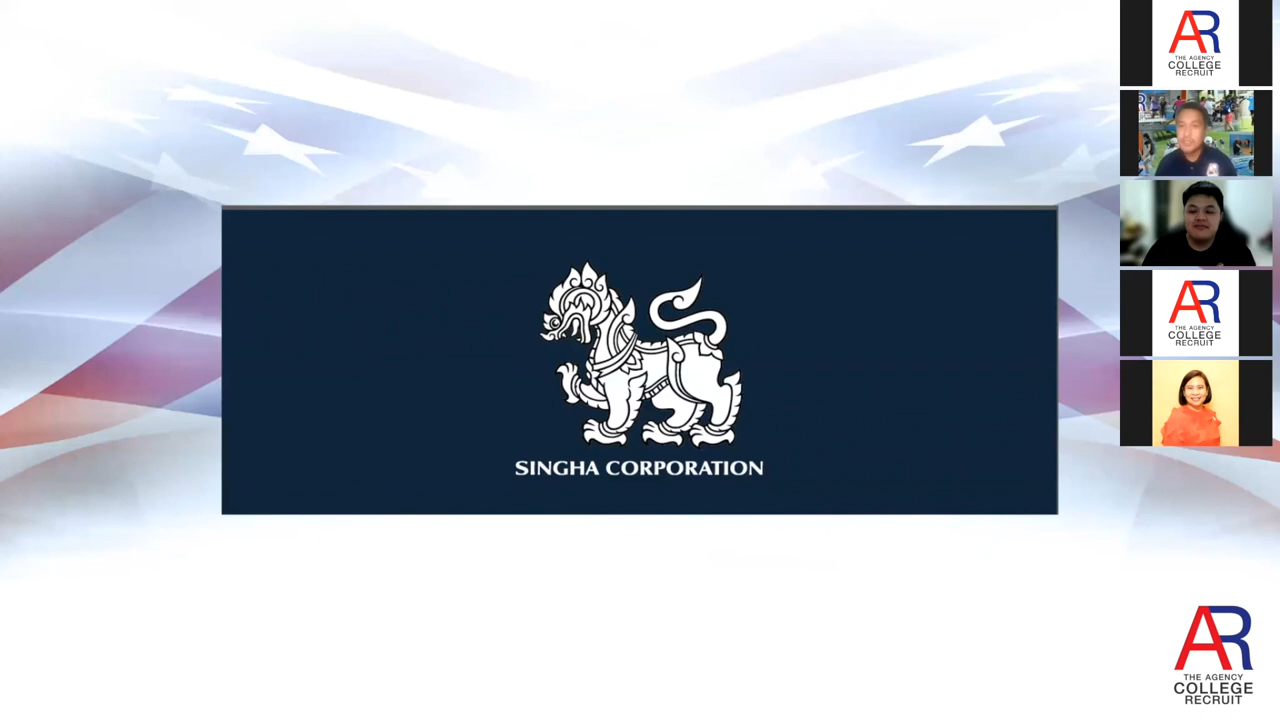 SINGHA CORPORATION
AR
THE AGENCY
COLLEGE
RECRUIT
AR
THE AGENCY
COLLEGE
RECRUIT
AR
THE AGENCY
COLLEGE
RECRUIT